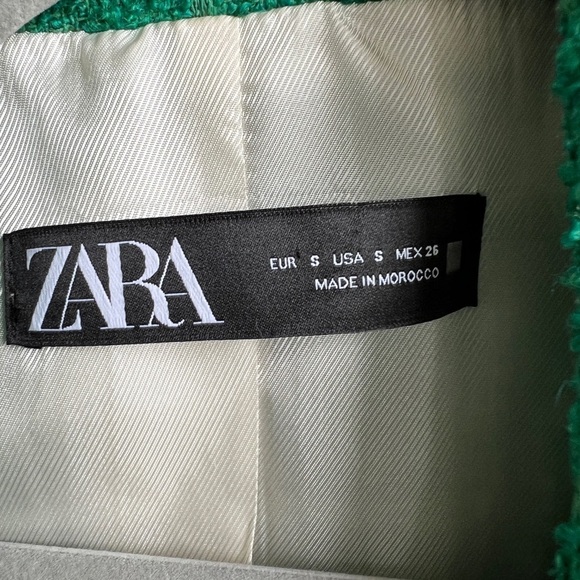 ZARA
EUR S USA S MEX 26
MADE IN MOROCCO